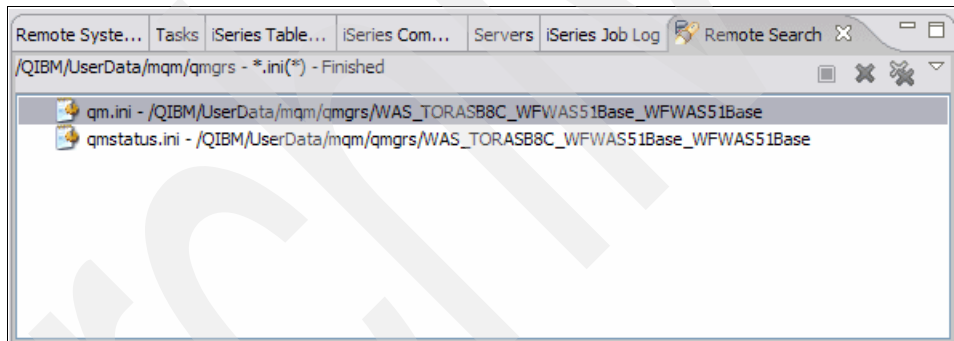 Remote Syste... Tasks iSeries Table... iSeries Com... Servers iSeries Job Log Remote Search
/QIBM/UserData/mqm/qmgrs - *.ini(*) - Finished
qm.ini - /QIBM/UserData/mqm/qmgrs/WAS_TORASB8C_WFWAS51Base_WFWAS51Base
qmstatus.ini - /QIBM/UserData/mqm/qmgrs/WAS_TORASB8C_WFWAS51Base_WFWAS51Base